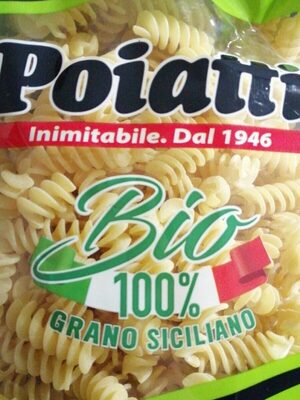 Poiatti
Inimitabile. Dal 1946
Bio
100%
GRANO SICILIANO